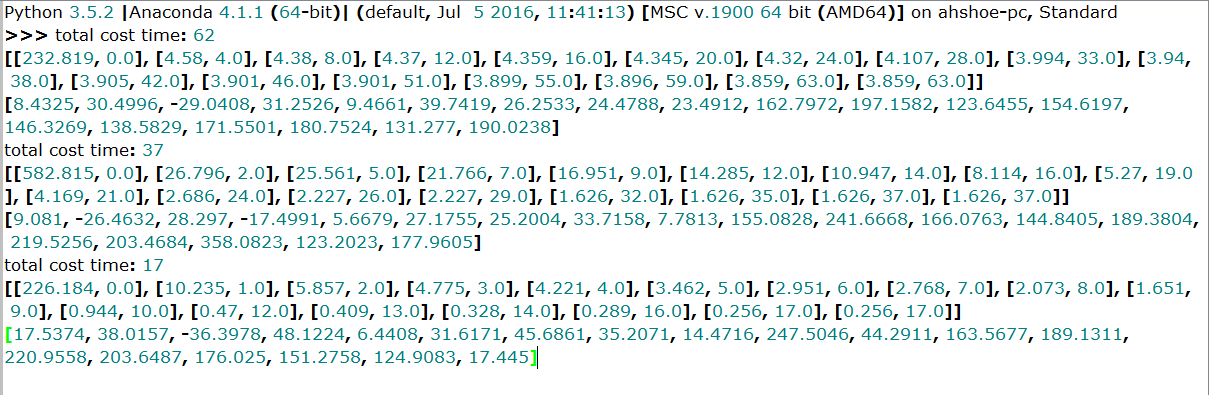 Python 3.5.2 |Anaconda 4.1.1 (64-bit)| (default, Jul  5 2016, 11:41:13) [MSC v.1900 64 bit (AMD64)] on ahshoe-pc, Standard
>>> total cost time: 62
[[232.819, 0.0], [4.58, 4.0], [4.38, 8.0], [4.37, 12.0], [4.359, 16.0], [4.345, 20.0], [4.32, 24.0], [4.107, 28.0], [3.994, 33.0], [3.94,
38.0], [3.905, 42.0], [3.901, 46.0], [3.901, 51.0], [3.899, 55.0], [3.896, 59.0], [3.859, 63.0], [3.859, 63.0]]
[8.4325, 30.4996, -29.0408, 31.2526, 9.4661, 39.7419, 26.2533, 24.4788, 23.4912, 162.7972, 197.1582, 123.6455, 154.6197,
146.3269, 138.5829, 171.5501, 180.7524, 131.277, 190.0238]
total cost time: 37
[[582.815, 0.0], [26.796, 2.0], [25.561, 5.0], [21.766, 7.0], [16.951, 9.0], [14.285, 12.0], [10.947, 14.0], [8.114, 16.0], [5.27, 19.0
], [4.169, 21.0], [2.686, 24.0], [2.227, 26.0], [2.227, 29.0], [1.626, 32.0], [1.626, 35.0], [1.626, 37.0], [1.626, 37.0]]
[9.081, -26.4632, 28.297, -17.4991, 5.6679, 27.1755, 25.2004, 33.7158, 7.7813, 155.0828, 241.6668, 166.0763, 144.8405, 189.3804,
219.5256, 203.4684, 358.0823, 123.2023, 177.9605]
total cost time: 17
[[226.184, 0.0], [10.235, 1.0], [5.857, 2.0], [4.775, 3.0], [4.221, 4.0], [3.462, 5.0], [2.951, 6.0], [2.768, 7.0], [2.073, 8.0], [1.651,
9.0], [0.944, 10.0], [0.47, 12.0], [0.409, 13.0], [0.328, 14.0], [0.289, 16.0], [0.256, 17.0], [0.256, 17.0]]
[17.5374, 38.0157, -36.3978, 48.1224, 6.4408, 31.6171, 45.6861, 35.2071, 14.4716, 247.5046, 44.2911, 163.5677, 189.1311,
220.9558, 203.6487, 176.025, 151.2758, 124.9083, 17.445]